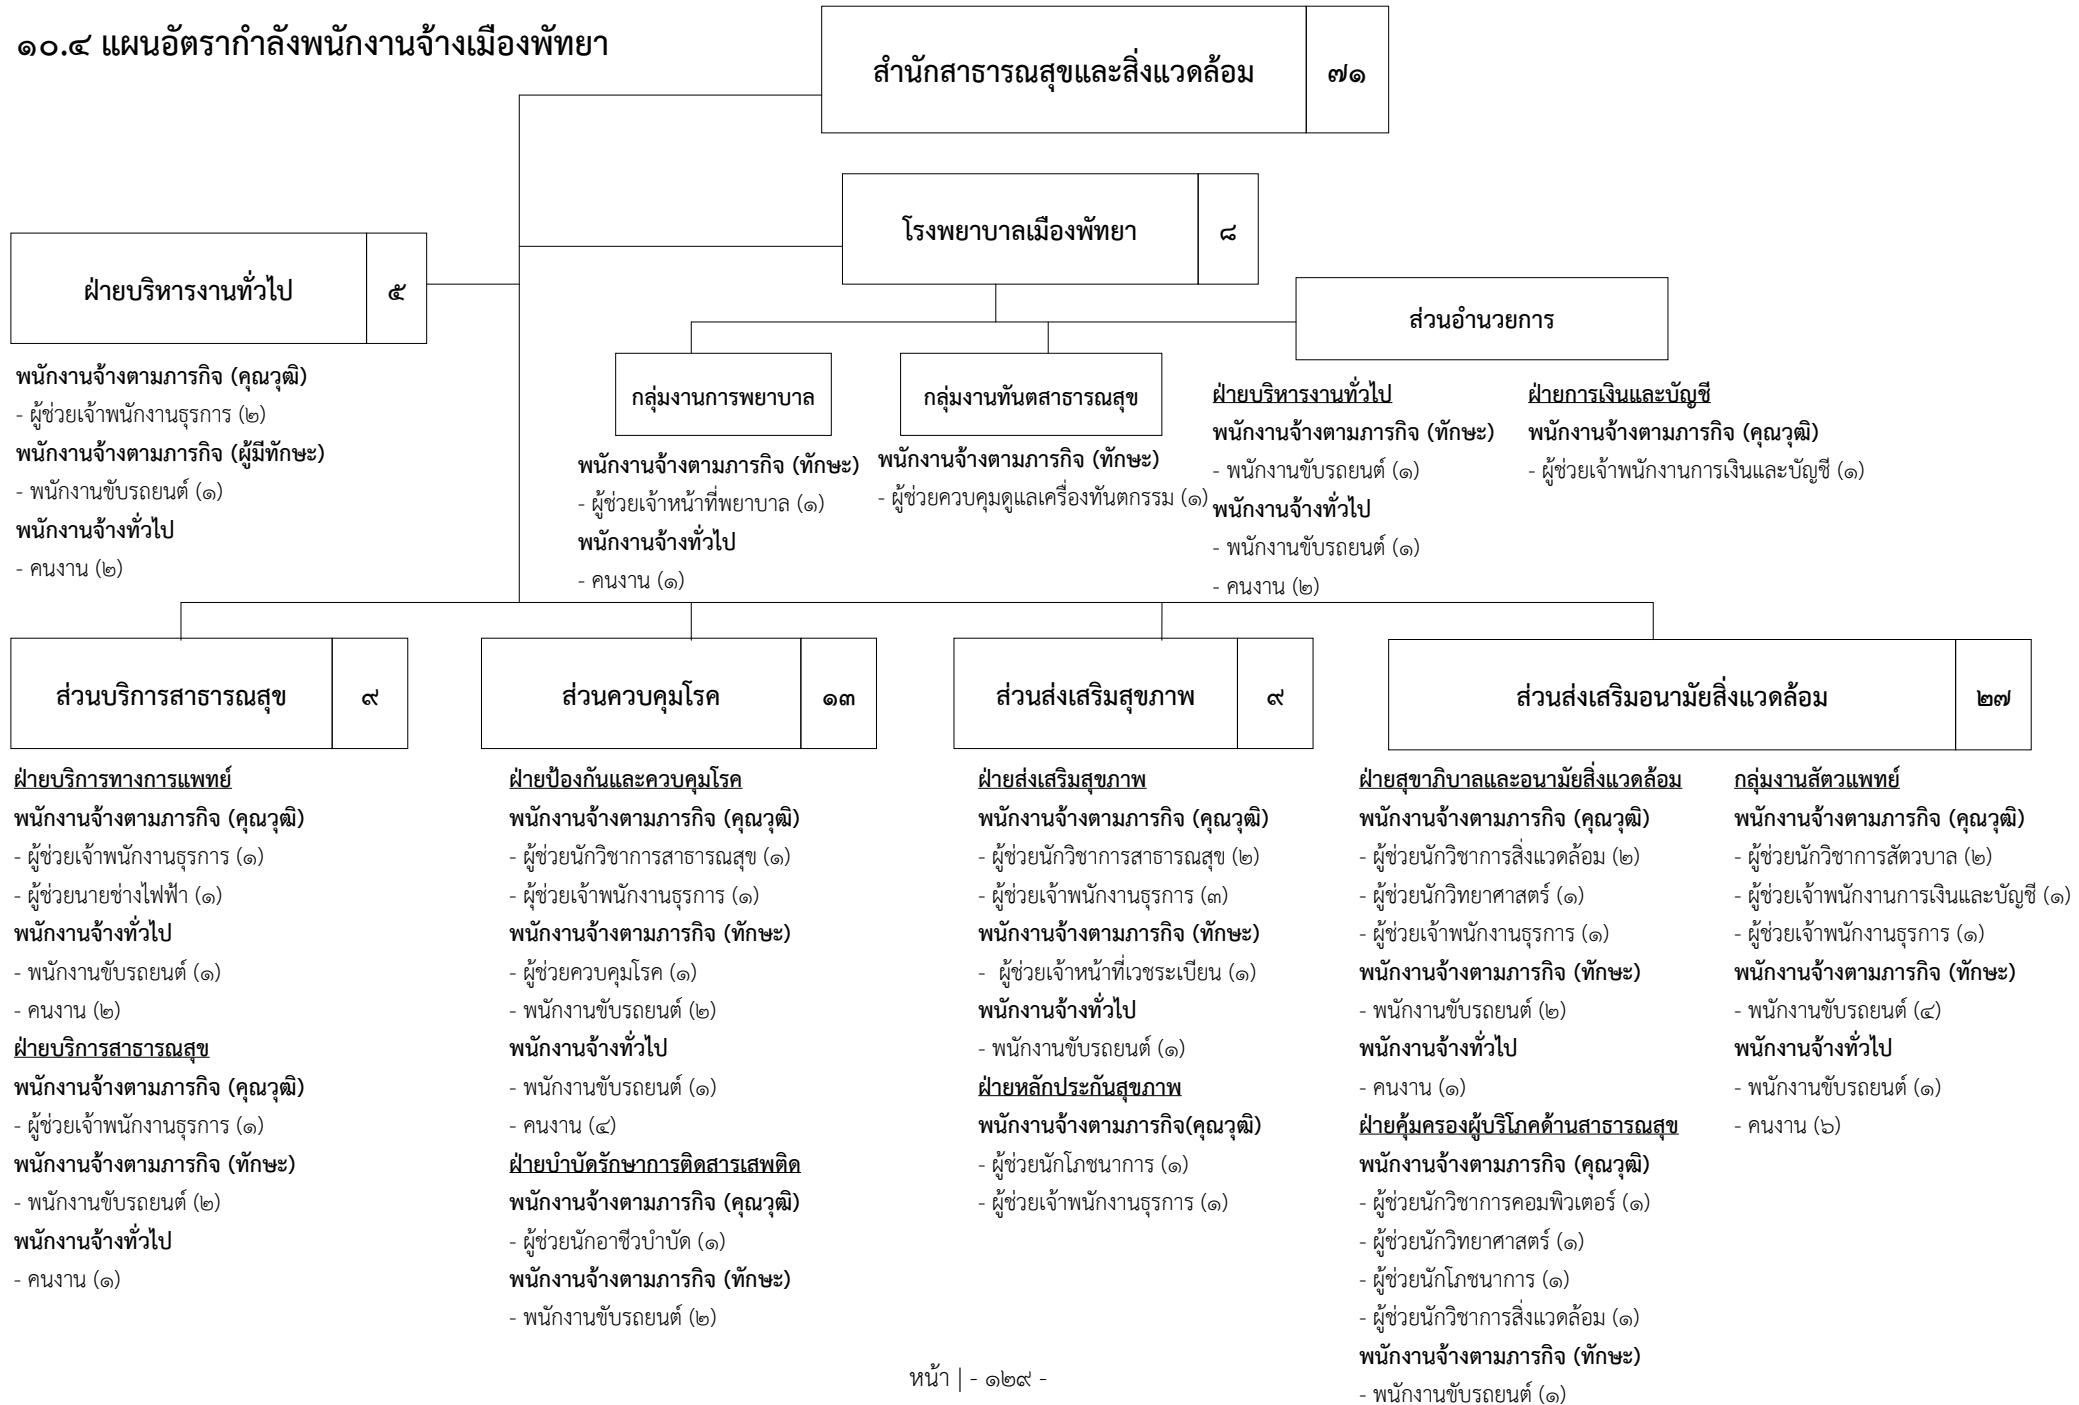 ๑๐.๔ แผนอัตรากำลังพนักงานจ้างเมืองพัทยา
สำนักสาธารณสุขและสิ่งแวดล้อม ๗๑
โรงพยาบาลเมืองพัทยา ๘
ฝ่ายบริหารงานทั่วไป ๕
พนักงานจ้างตามภารกิจ (คุณวุฒิ)
- ผู้ช่วยเจ้าพนักงานธุรการ (๒)
พนักงานจ้างตามภารกิจ (ผู้มีทักษะ)
- พนักงานขับรถยนต์ (๑)
พนักงานจ้างทั่วไป
- คนงาน (๒)
กลุ่มงานการพยาบาล
พนักงานจ้างตามภารกิจ (ทักษะ)
- ผู้ช่วยเจ้าหน้าที่พยาบาล (๑)
พนักงานจ้างทั่วไป
- คนงาน (๑)
กลุ่มงานทันตสาธารณสุข
พนักงานจ้างตามภารกิจ (ทักษะ)
- ผู้ช่วยควบคุมดูแลเครื่องทันตกรรม (๑)
ส่วนอำนวยการ
ฝ่ายบริหารงานทั่วไป
พนักงานจ้างตามภารกิจ (ทักษะ)
- พนักงานขับรถยนต์ (๑)
พนักงานจ้างทั่วไป
- พนักงานขับรถยนต์ (๑)
- คนงาน (๒)
ฝ่ายการเงินและบัญชี
พนักงานจ้างตามภารกิจ (คุณวุฒิ)
- ผู้ช่วยเจ้าพนักงานการเงินและบัญชี (๑)
ส่วนบริการสาธารณสุข ๙
ฝ่ายบริการทางการแพทย์
พนักงานจ้างตามภารกิจ (คุณวุฒิ)
- ผู้ช่วยเจ้าพนักงานธุรการ (๑)
- ผู้ช่วยนายช่างไฟฟ้า (๑)
พนักงานจ้างทั่วไป
- พนักงานขับรถยนต์ (๑)
- คนงาน (๒)
ฝ่ายบริการสาธารณสุข
พนักงานจ้างตามภารกิจ (คุณวุฒิ)
- ผู้ช่วยเจ้าพนักงานธุรการ (๑)
พนักงานจ้างตามภารกิจ (ทักษะ)
- พนักงานขับรถยนต์ (๒)
พนักงานจ้างทั่วไป
- คนงาน (๑)
ส่วนควบคุมโรค ๑๓
ฝ่ายป้องกันและควบคุมโรค
พนักงานจ้างตามภารกิจ (คุณวุฒิ)
- ผู้ช่วยนักวิชาการสาธารณสุข (๑)
- ผุ้ช่วยเจ้าพนักงานธุรการ (๑)
พนักงานจ้างตามภารกิจ (ทักษะ)
- ผู้ช่วยควบคุมโรค (๑)
- พนักงานขับรถยนต์ (๒)
พนักงานจ้างทั่วไป
- พนักงานขับรถยนต์ (๑)
- คนงาน (๔)
ฝ่ายบำบัดรักษาการติดสารเสพติด
พนักงานจ้างตามภารกิจ (คุณวุฒิ)
- ผู้ช่วยนักอาชีวบำบัด (๑)
พนักงานจ้างตามภารกิจ (ทักษะ)
- พนักงานขับรถยนต์ (๒)
ส่วนส่งเสริมสุขภาพ ๙
ฝ่ายส่งเสริมสุขภาพ
พนักงานจ้างตามภารกิจ (คุณวุฒิ)
- ผู้ช่วยนักวิชาการสาธารณสุข (๒)
- ผู้ช่วยเจ้าพนักงานธุรการ (๓)
พนักงานจ้างตามภารกิจ (ทักษะ)
- ผู้ช่วยเจ้าหน้าที่เวชระเบียน (๑)
พนักงานจ้างทั่วไป
- พนักงานขับรถยนต์ (๑)
ฝ่ายหลักประกันสุขภาพ
พนักงานจ้างตามภารกิจ(คุณวุฒิ)
- ผู้ช่วยนักโภชนาการ (๑)
- ผู้ช่วยเจ้าพนักงานธุรการ (๑)
ส่วนส่งเสริมอนามัยสิ่งแวดล้อม ๒๗
ฝ่ายสุขาภิบาลและอนามัยสิ่งแวดล้อม
พนักงานจ้างตามภารกิจ (คุณวุฒิ)
- ผู้ช่วยนักวิชาการสิ่งแวดล้อม (๒)
- ผู้ช่วยนักวิทยาศาสตร์ (๑)
- ผู้ช่วยเจ้าพนักงานธุรการ (๑)
พนักงานจ้างตามภารกิจ (ทักษะ)
- พนักงานขับรถยนต์ (๒)
พนักงานจ้างทั่วไป
- คนงาน (๑)
ฝ่ายคุ้มครองผู้บริโภคด้านสาธารณสุข
พนักงานจ้างตามภารกิจ (คุณวุฒิ)
- ผู้ช่วยนักวิชาการคอมพิวเตอร์ (๑)
- ผู้ช่วยนักวิทยาศาสตร์ (๑)
- ผู้ช่วยนักโภชนาการ (๑)
- ผู้ช่วยนักวิชาการสิ่งแวดล้อม (๑)
พนักงานจ้างตามภารกิจ (ทักษะ)
- พนักงานขับรถยนต์ (๑)
กลุ่มงานสัตวแพทย์
พนักงานจ้างตามภารกิจ (คุณวุฒิ)
- ผู้ช่วยนักวิชาการสัตวบาล (๒)
- ผู้ช่วยเจ้าพนักงานการเงินและบัญชี (๑)
- ผู้ช่วยเจ้าพนักงานธุรการ (๑)
พนักงานจ้างตามภารกิจ (ทักษะ)
- พนักงานขับรถยนต์ (๔)
พนักงานจ้างทั่วไป
- พนักงานขับรถยนต์ (๑)
- คนงาน (๖)
หน้า | - ๑๒๙ -